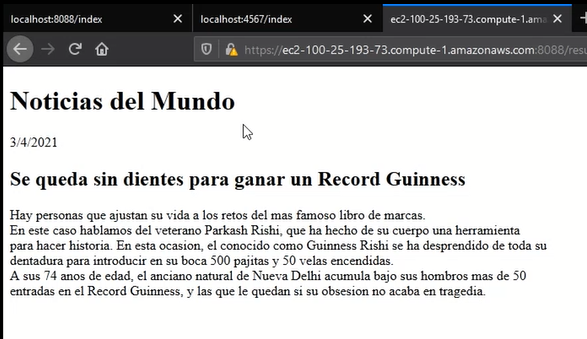 localhost:8088/index
localhost:4567/index
ec2-100-25-193-73.compute-1.ama
https://ec2-100-25-193-73.compute-1.amazonaws.com:8088/resu
Noticias del Mundo
3/4/2021
Se queda sin dientes para ganar un Record Guinness
Hay personas que ajustan su vida a los retos del mas famoso libro de marcas.
En este caso hablamos del veterano Parkash Rishi, que ha hecho de su cuerpo una herramienta
para hacer historia. En esta ocasion, el conocido como Guinness Rishi se ha desprendido de toda su
dentadura para introducir en su boca 500 pajitas y 50 velas encendidas.
A sus 74 anos de edad, el anciano natural de Nueva Delhi acumula bajo sus hombros mas de 50
entradas en el Record Guinness, y las que le quedan si su obsesion no acaba en tragedia.